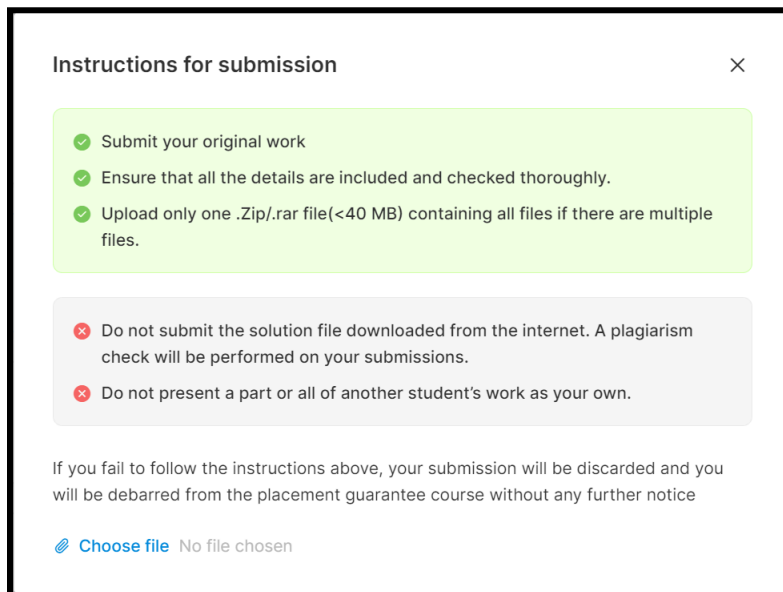 Instructions for submission
Submit your original work
Ensure that all the details are included and checked thoroughly.
Upload only one .Zip/.rar file(<40 MB) containing all files if there are multiple
files.
Do not submit the solution file downloaded from the internet. A plagiarism
check will be performed on your submissions.
Do not present a part or all of another student’s work as your own.
If you fail to follow the instructions above, your submission will be discarded and you
will be debarred from the placement guarantee course without any further notice
Choose file No file chosen